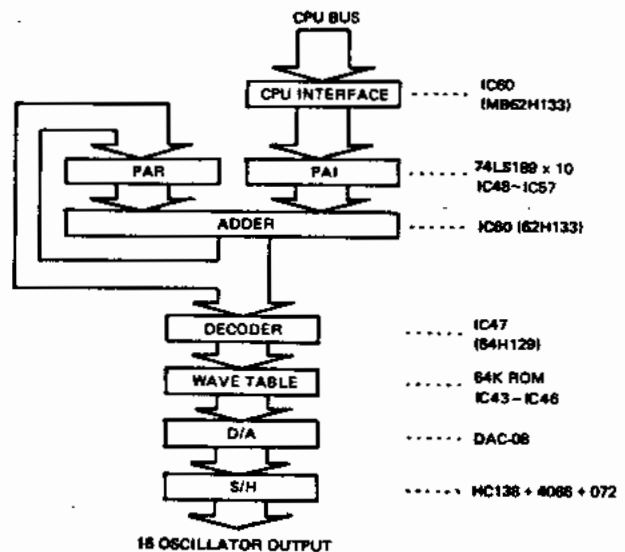 CPU BUS
CPU INTERFACE
IC60
(MB62H133)
PAR
PAI
74LS189 x 10
IC48~IC57
ADDER
IC60 (62H133)
DECODER
IC47
(64H129)
WAVE TABLE
64K ROM
IC43~IC46
D/A
DAC-08
S/H
HC138 + 4066 + 072
16 OSCILLATOR OUTPUT